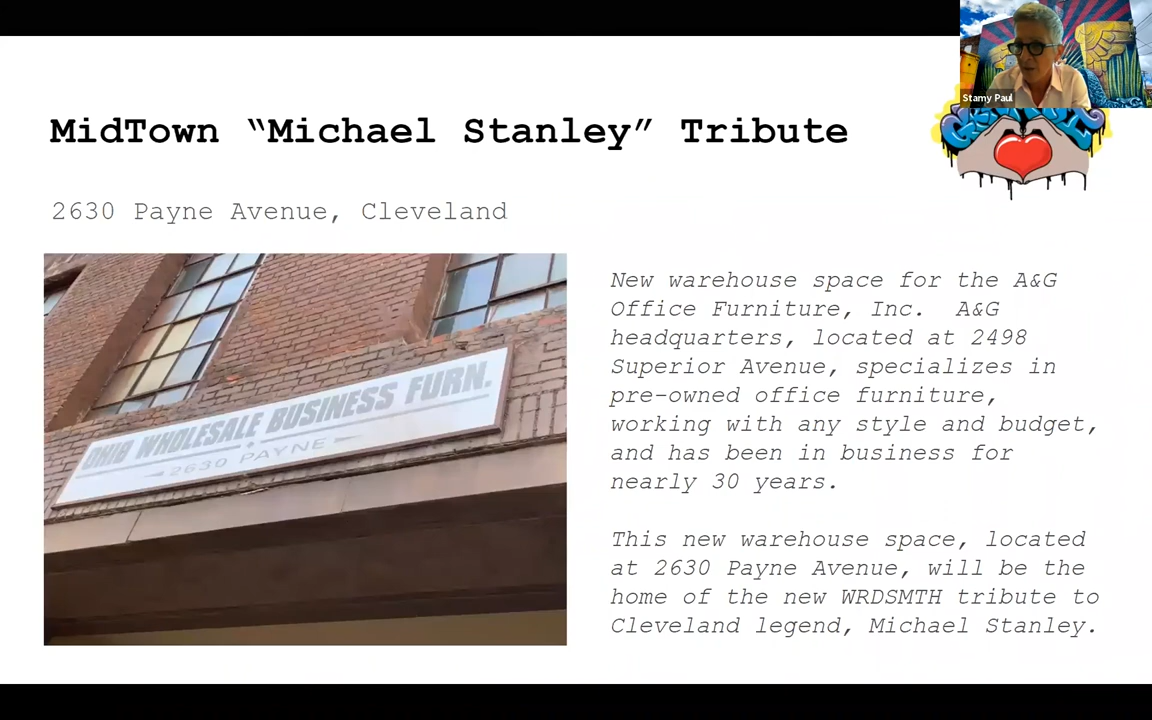 Stamy Paul
MidTown “Michael Stanley” Tribute
2630 Payne Avenue, Cleveland
OHIO WHOLESALE BUSINESS FURN.
2630 PAYNE
New warehouse space for the A&G
Office Furniture, Inc.  A&G
headquarters, located at 2498
Superior Avenue, specializes in
pre-owned office furniture,
working with any style and budget,
and has been in business for
nearly 30 years.
This new warehouse space, located
at 2630 Payne Avenue, will be the
home of the new WRDSMTH tribute to
Cleveland legend, Michael Stanley.